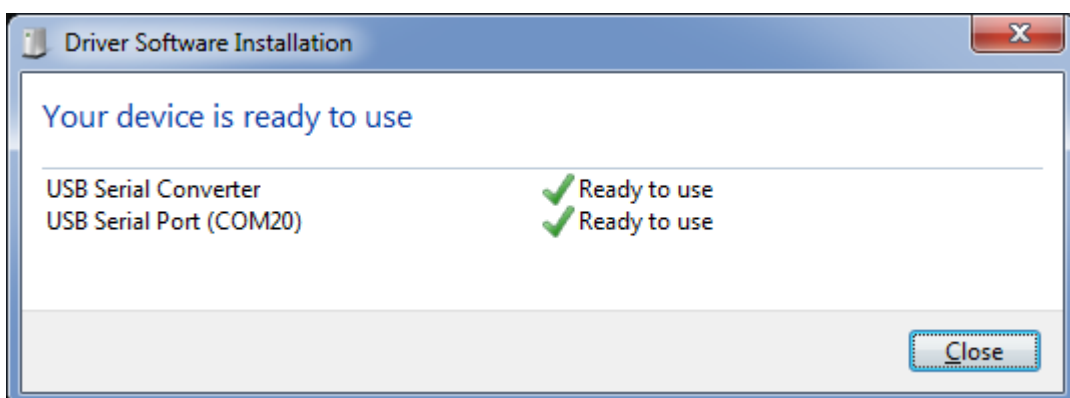 Driver Software Installation
Your device is ready to use
USB Serial Converter Ready to use
USB Serial Port (COM20) Ready to use
Close